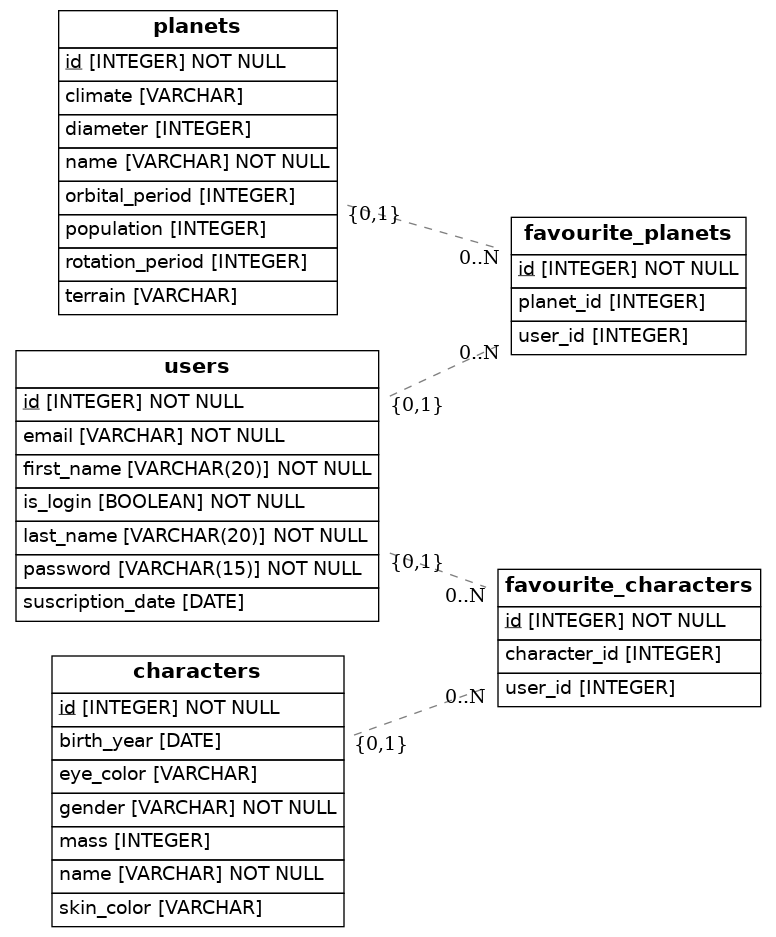 planets
id [INTEGER] NOT NULL
climate [VARCHAR]
diameter [INTEGER]
name [VARCHAR] NOT NULL
orbital_period [INTEGER]
population [INTEGER]
rotation_period [INTEGER]
terrain [VARCHAR]
{0,1}
0..N
favourite_planets
id [INTEGER] NOT NULL
planet_id [INTEGER]
user_id [INTEGER]
0..N
{0,1}
users
id [INTEGER] NOT NULL
email [VARCHAR] NOT NULL
first_name [VARCHAR(20)] NOT NULL
is_login [BOOLEAN] NOT NULL
last_name [VARCHAR(20)] NOT NULL
password [VARCHAR(15)] NOT NULL
suscription_date [DATE]
{0,1}
0..N
favourite_characters
id [INTEGER] NOT NULL
character_id [INTEGER]
user_id [INTEGER]
0..N
{0,1}
characters
id [INTEGER] NOT NULL
birth_year [DATE]
eye_color [VARCHAR]
gender [VARCHAR] NOT NULL
mass [INTEGER]
name [VARCHAR] NOT NULL
skin_color [VARCHAR]